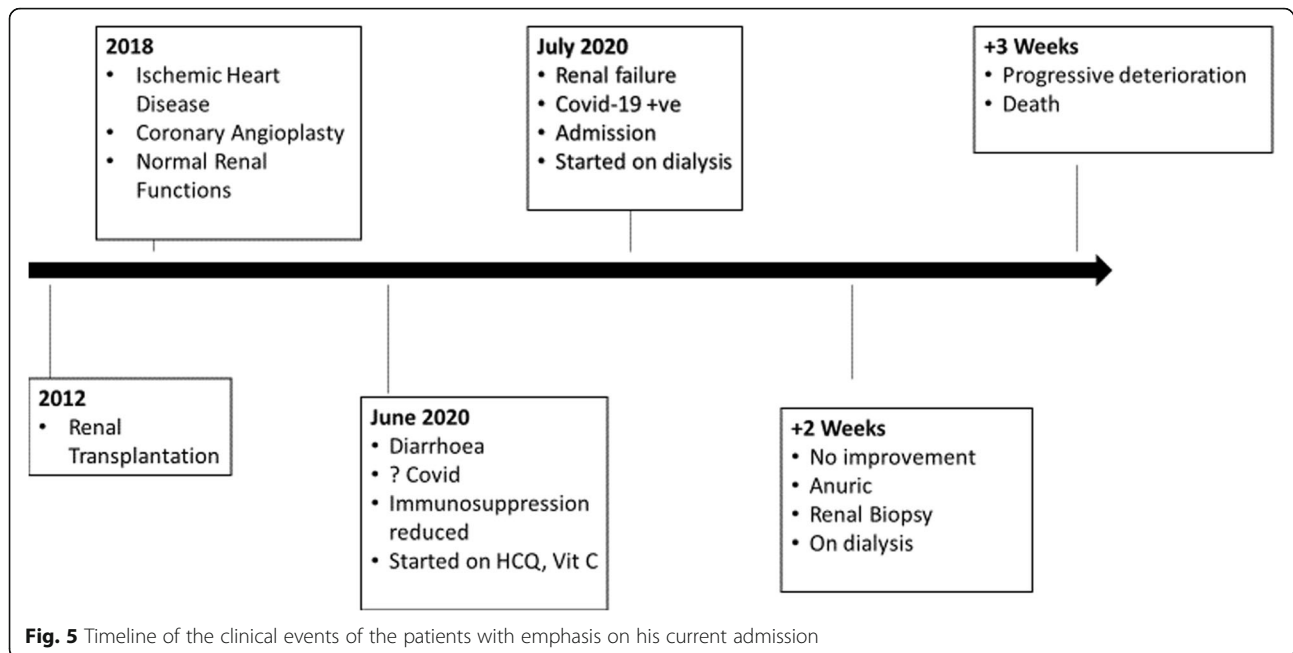 2018
• Ischemic Heart
Disease
• Coronary Angioplasty
• Normal Renal
Functions
July 2020
• Renal failure
• Covid-19 +ve
• Admission
• Started on dialysis
+3 Weeks
• Progressive deterioration
• Death
2012
• Renal
Transplantation
June 2020
• Diarrhoea
• ? Covid
• Immunosuppression
reduced
• Started on HCQ, Vit C
+2 Weeks
• No improvement
• Anuric
• Renal Biopsy
• On dialysis
Fig. 5 Timeline of the clinical events of the patients with emphasis on his current admission